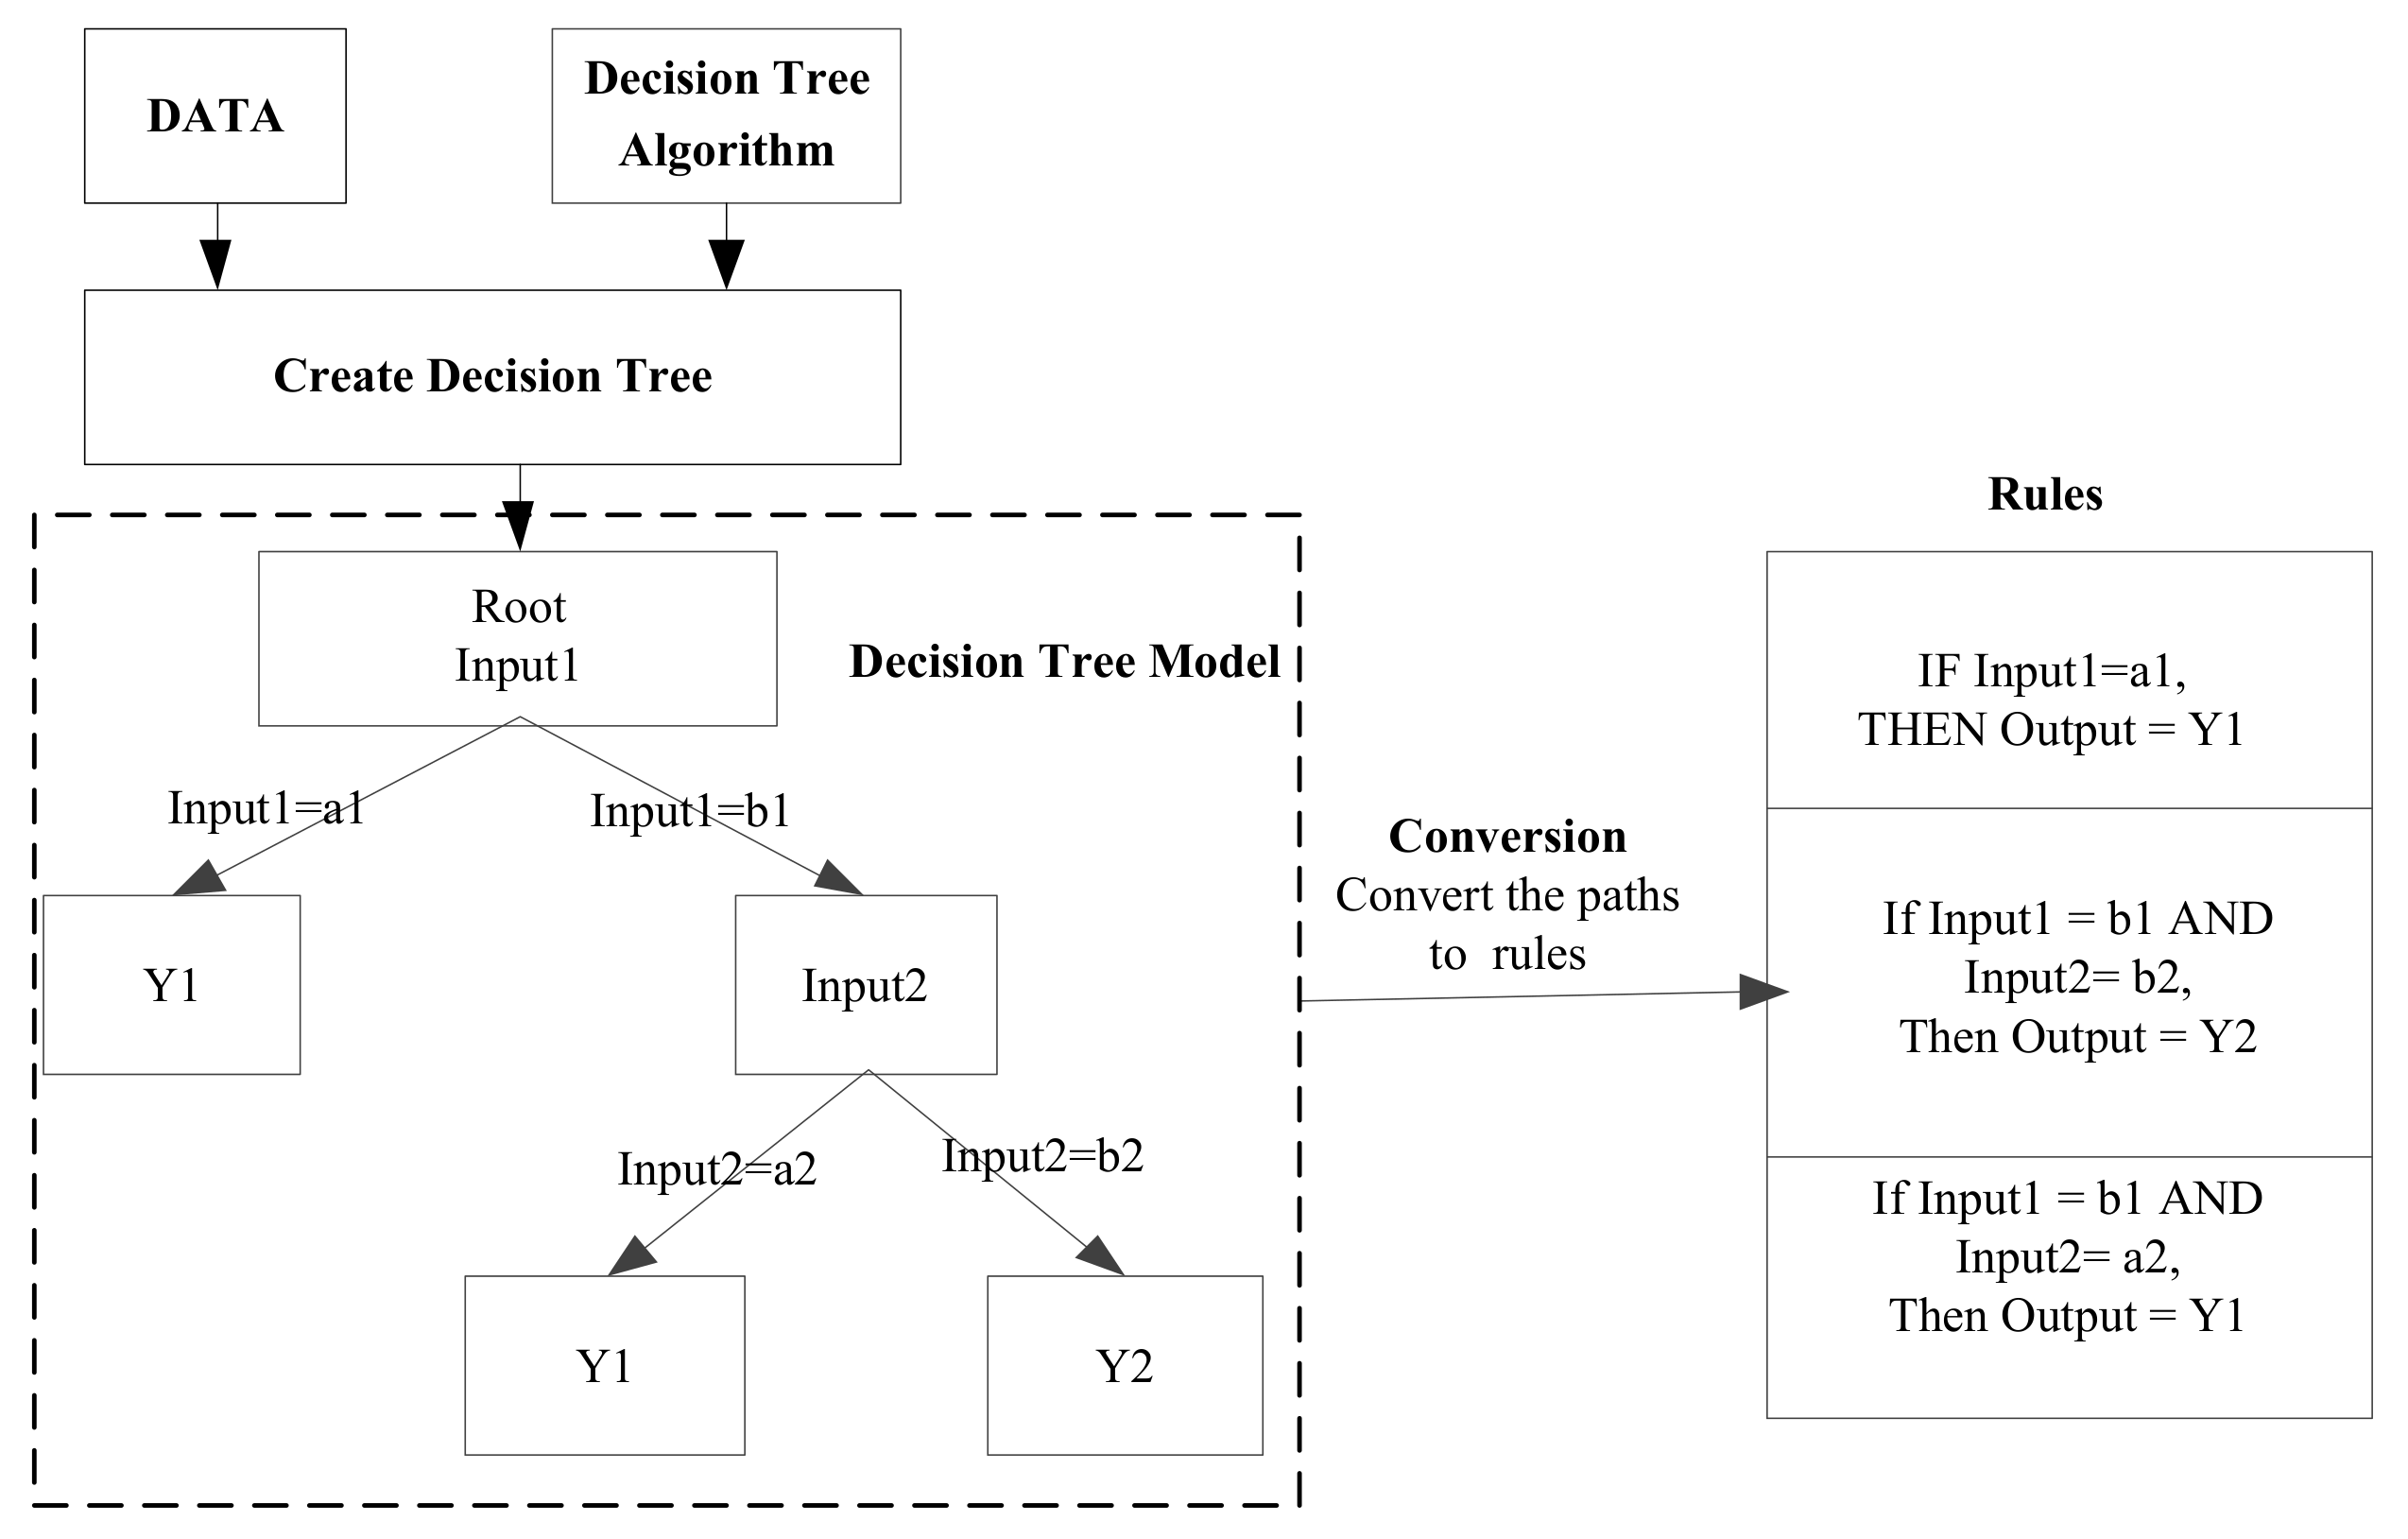 DATA
Decision Tree
Algorithm
Create Decision Tree
Root
Input1
Decision Tree Model
Input1=a1
Input1=b1
Y1
Input2
Input2=a2
Input2=b2
Y1
Y2
Conversion
Convert the paths
to rules
Rules
IF Input1=a1,
THEN Output = Y1
If Input1 = b1 AND
Input2= b2,
Then Output = Y2
If Input1 = b1 AND
Input2= a2,
Then Output = Y1